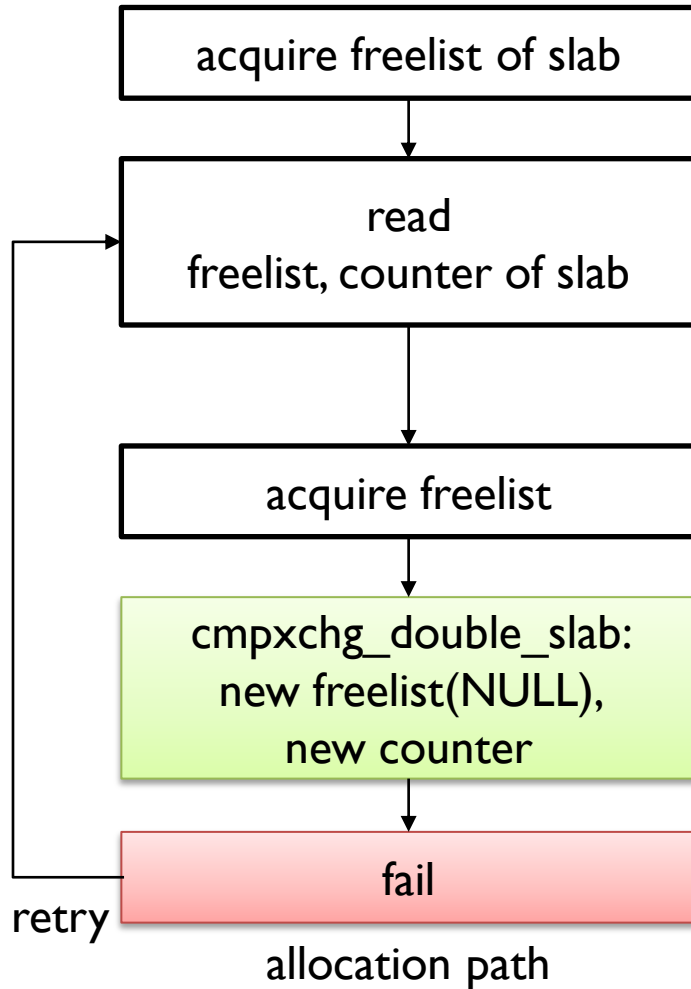 acquire freelist of slab
read
freelist, counter of slab
acquire freelist
cmpxchg_double_slab:
new freelist(NULL),
new counter
fail
retry
allocation path